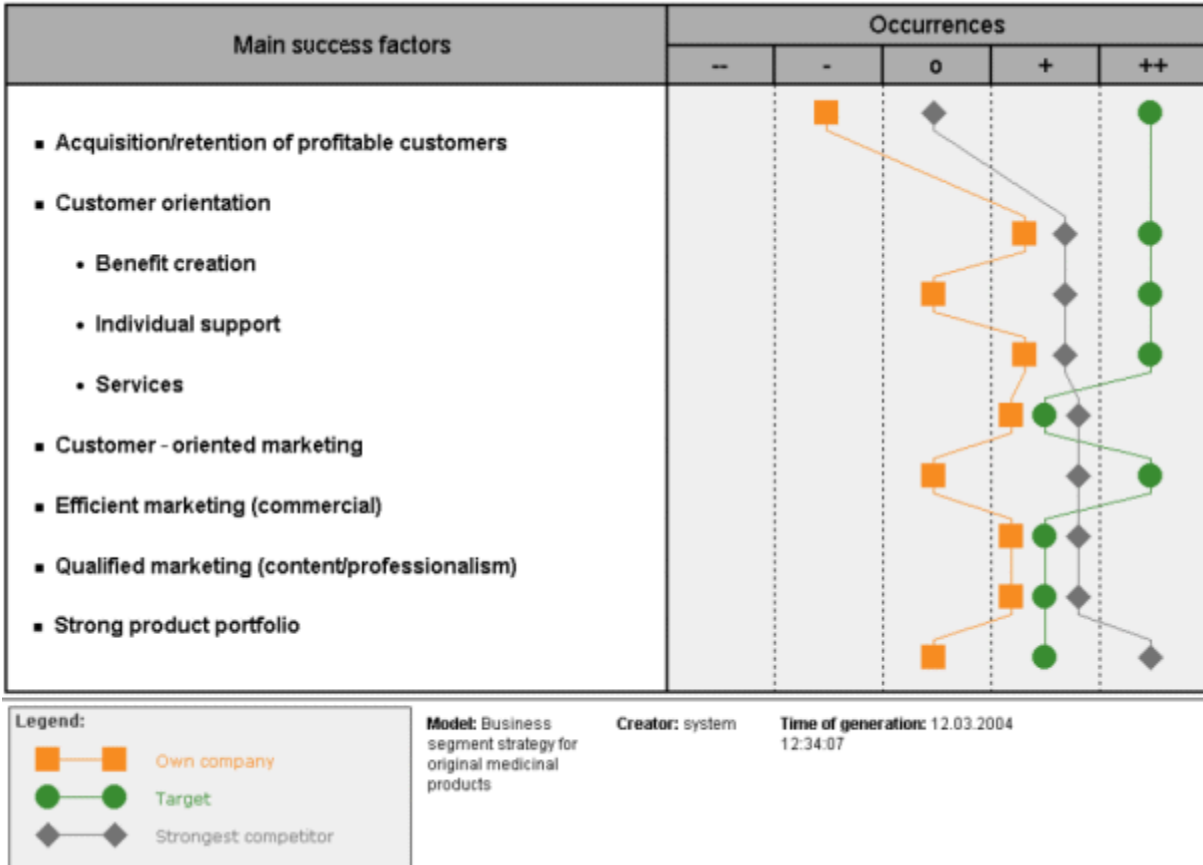 Main success factors
Occurrences
-- - o + ++
▪ Acquisition/retention of profitable customers
▪ Customer orientation
• Benefit creation
• Individual support
• Services
▪ Customer - oriented marketing
▪ Efficient marketing (commercial)
▪ Qualified marketing (content/professionalism)
▪ Strong product portfolio
Legend:
Own company
Target
Strongest competitor
Model: Business
segment strategy for
original medicinal
products
Creator: system
Time of generation: 12.03.2004
12:34:07